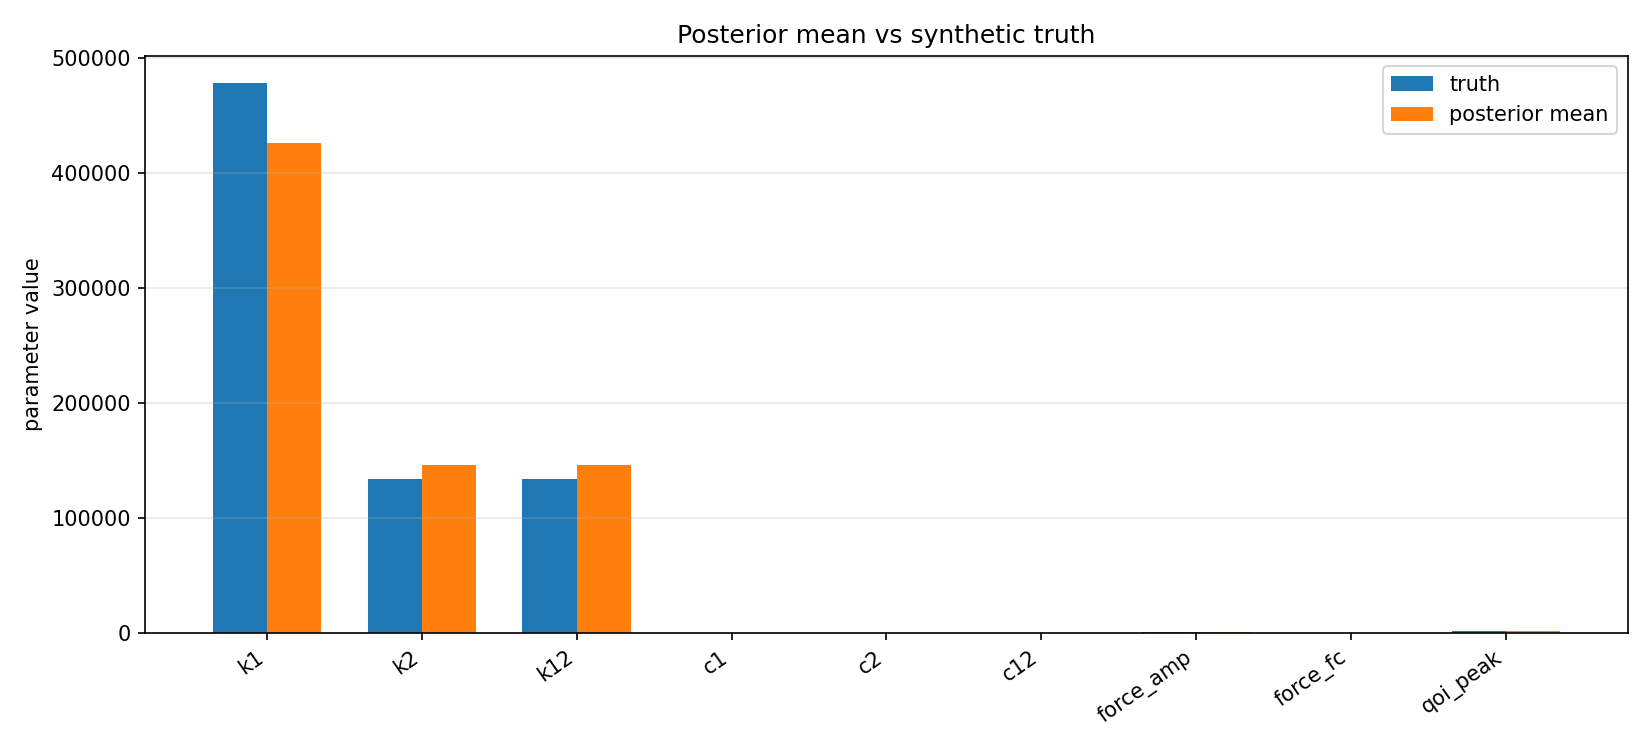 Posterior mean vs synthetic truth
truth
posterior mean
parameter value
500000
400000
300000
200000
100000
0
k1
k2
k12
c1
c2
c12
force_amp
force_fc
qoi_peak